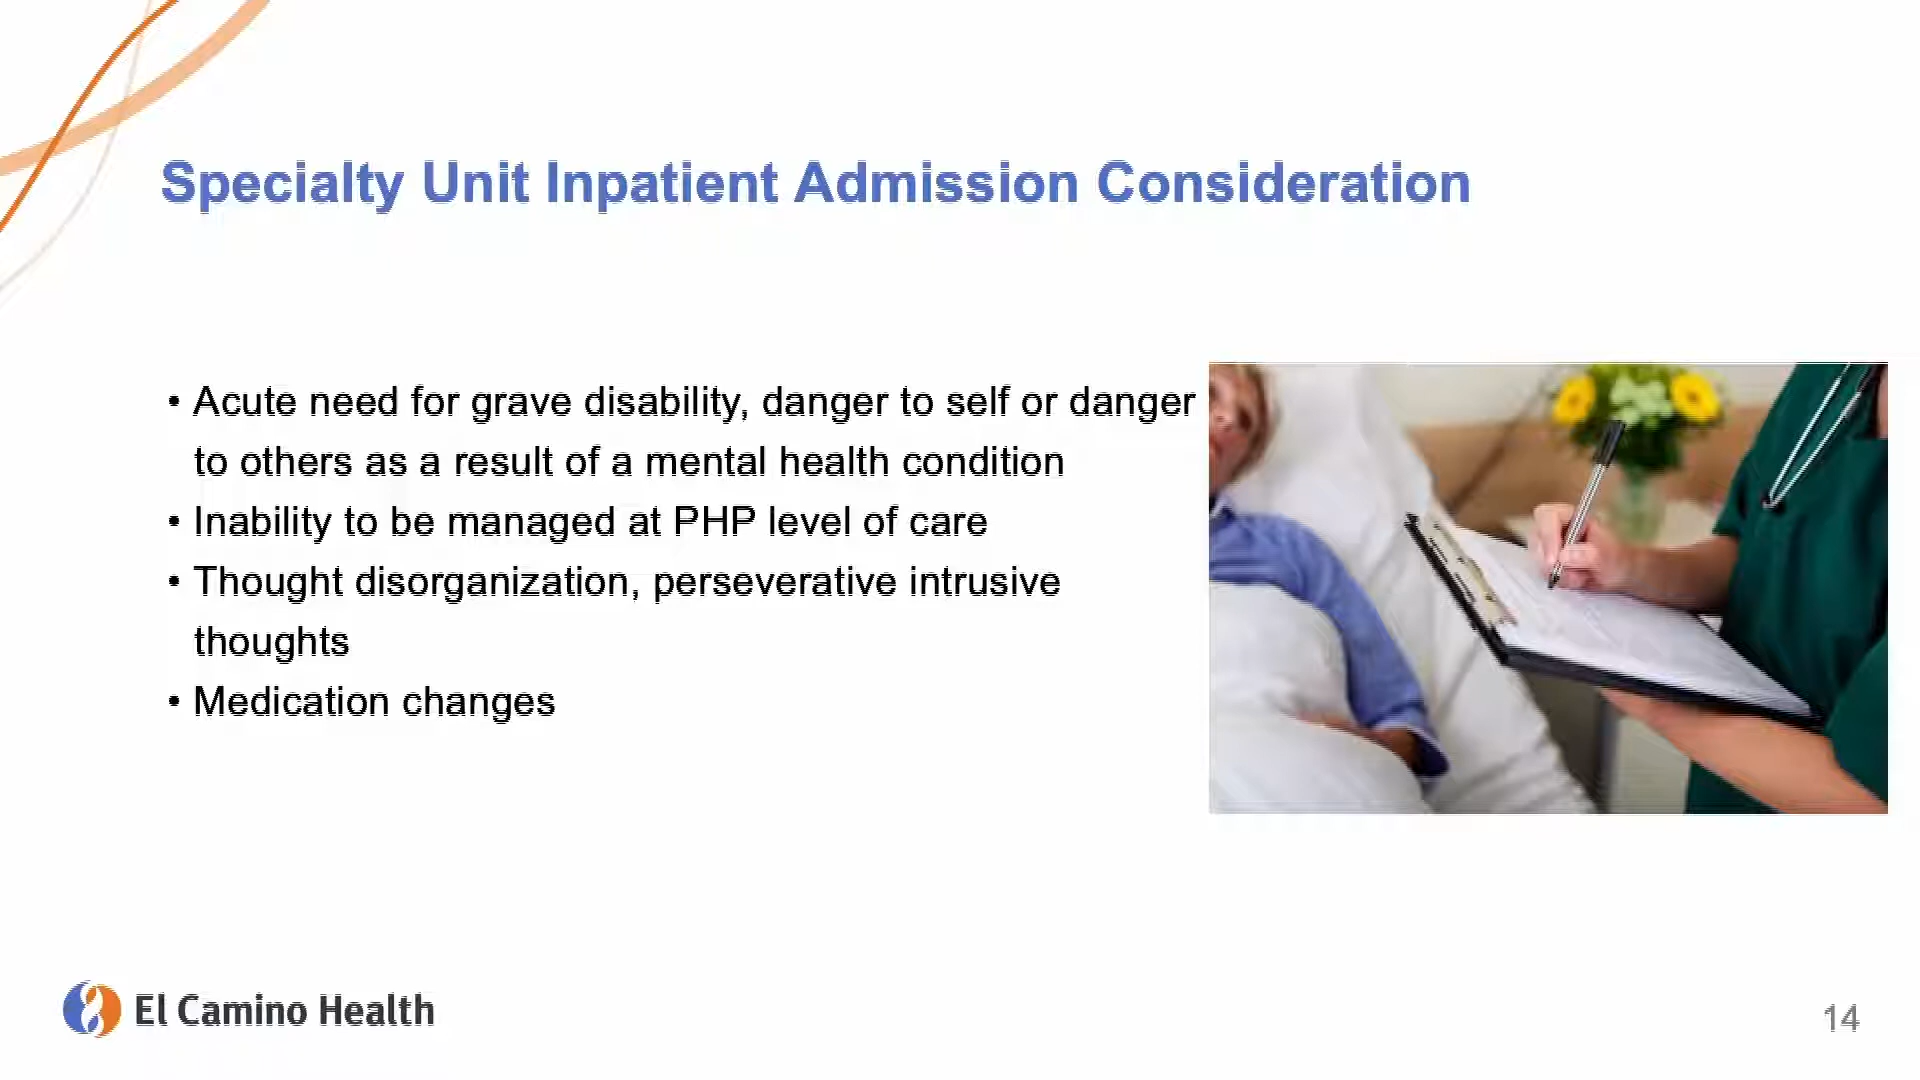 Specialty Unit Inpatient Admission Consideration
• Acute need for grave disability, danger to self or danger
to others as a result of a mental health condition
• Inability to be managed at PHP level of care
• Thought disorganization, perseverative intrusive
thoughts
• Medication changes
El Camino Health
14